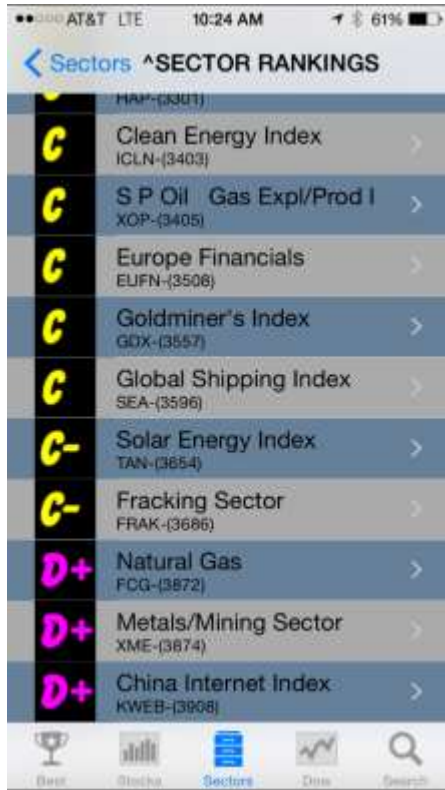 AT&T LTE 10:24 AM 61%
Sectors ^SECTOR RANKINGS
C HAP-(3301)
C Clean Energy Index
ICLN-(3403)
C S P Oil Gas Expl/Prod I
XOP-(3405)
C Europe Financials
EUFN-(3508)
C Goldminer's Index
GDX-(3557)
C Global Shipping Index
SEA-(3596)
C- Solar Energy Index
TAN-(3654)
C- Fracking Sector
FRAK-(3686)
D+ Natural Gas
FCG-(3872)
D+ Metals/Mining Sector
XME-(3874)
D+ China Internet Index
KWEB-(3908)
Best Stocks Sectors Dow Search